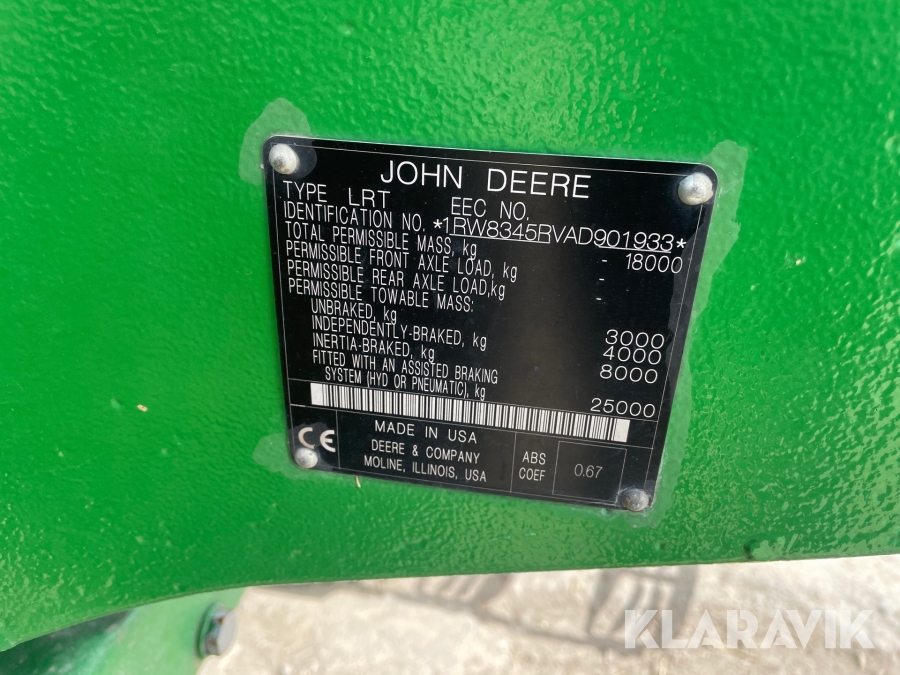 JOHN DEERE
TYPE LRT EEC NO.
IDENTIFICATION NO. *1RW8345RVAD901933*
TOTAL PERMISSIBLE MASS, kg - 18000
PERMISSIBLE FRONT AXLE LOAD, kg -
PERMISSIBLE REAR AXLE LOAD,kg -
PERMISSIBLE TOWABLE MASS:
UNBRAKED, kg 3000
INDEPENDENTLY-BRAKED, kg 4000
INERTIA-BRAKED, kg 8000
FITTED WITH AN ASSISTED BRAKING
SYSTEM (HYD OR PNEUMATIC), kg 25000
CE
MADE IN USA
DEERE & COMPANY
MOLINE, ILLINOIS, USA
ABS
COEF
0.67
KLARAVIK